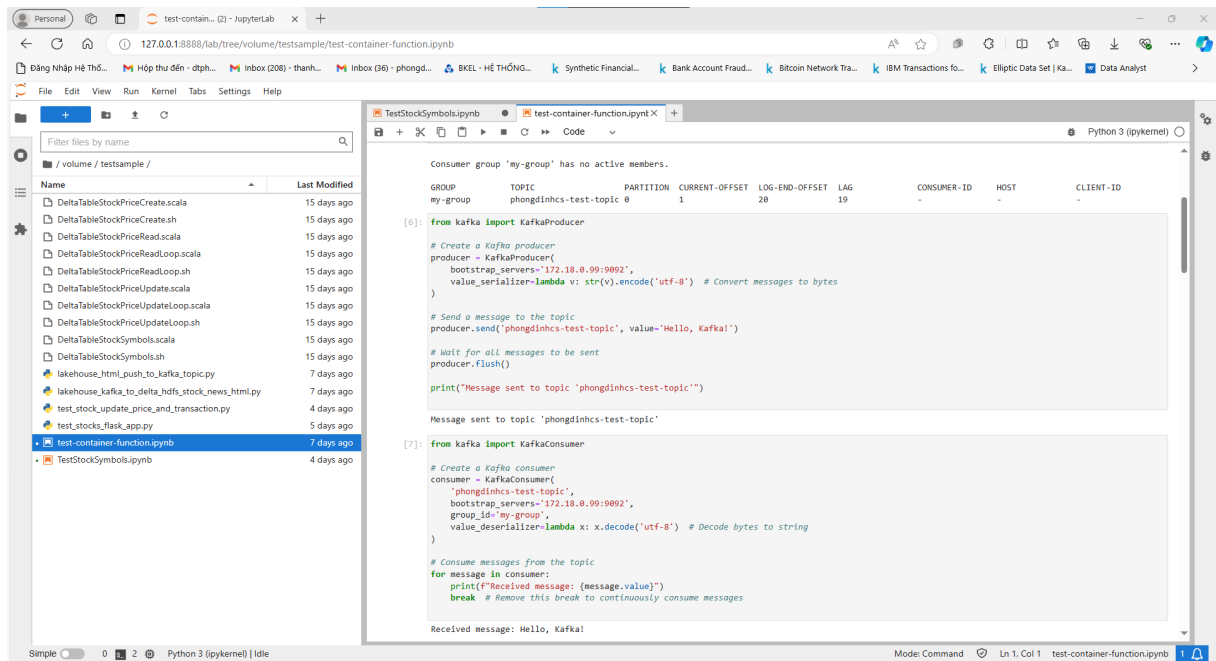 Personal
test-contain... (2) - JupyterLab
127.0.0.1:8888/lab/tree/volume/testsample/test-container-function.ipynb
Đăng Nhập Hệ Thố... Hộp thư đến - dtph... Inbox (208) - thanh... Inbox (36) - phongd... BKEL - HỆ THỐNG... Synthetic Financial... Bank Account Fraud... Bitcoin Network Tra... IBM Transactions fo... Elliptic Data Set | Ka... Data Analyst
File Edit View Run Kernel Tabs Settings Help
Filter files by name
/ volume / testsample /
Name Last Modified
DeltaTableStockPriceCreate.scala 15 days ago
DeltaTableStockPriceCreate.sh 15 days ago
DeltaTableStockPriceRead.scala 15 days ago
DeltaTableStockPriceReadLoop.scala 15 days ago
DeltaTableStockPriceReadLoop.sh 15 days ago
DeltaTableStockPriceUpdate.scala 15 days ago
DeltaTableStockPriceUpdateLoop.scala 15 days ago
DeltaTableStockPriceUpdateLoop.sh 15 days ago
DeltaTableStockSymbols.scala 15 days ago
DeltaTableStockSymbols.sh 15 days ago
lakehouse_html_push_to_kafka_topic.py 7 days ago
lakehouse_kafka_to_delta_hdfs_stock_news_html.py 7 days ago
test_stock_update_price_and_transaction.py 4 days ago
test_stocks_flask_app.py 5 days ago
test-container-function.ipynb 7 days ago
TestStockSymbols.ipynb 4 days ago
TestStockSymbols.ipynb test-container-function.ipynb
Code Python 3 (ipykernel)
Consumer group 'my-group' has no active members.
GROUP TOPIC PARTITION CURRENT-OFFSET LOG-END-OFFSET LAG CONSUMER-ID HOST CLIENT-ID
my-group phongdinhcs-test-topic 0 1 20 19 - - -
[6]: from kafka import KafkaProducer
# Create a Kafka producer
producer = KafkaProducer(
bootstrap_servers='172.18.0.99:9092',
value_serializer=lambda v: str(v).encode('utf-8') # Convert messages to bytes
)
# Send a message to the topic
producer.send('phongdinhcs-test-topic', value='Hello, Kafka!')
# Wait for all messages to be sent
producer.flush()
print("Message sent to topic 'phongdinhcs-test-topic'")
Message sent to topic 'phongdinhcs-test-topic'
[7]: from kafka import KafkaConsumer
# Create a Kafka consumer
consumer = KafkaConsumer(
'phongdinhcs-test-topic',
bootstrap_servers='172.18.0.99:9092',
group_id='my-group',
value_deserializer=lambda x: x.decode('utf-8') # Decode bytes to string
)
# Consume messages from the topic
for message in consumer:
print(f"Received message: {message.value}")
break # Remove this break to continuously consume messages
Received message: Hello, Kafka!
Simple 0 2 Python 3 (ipykernel) | Idle Mode: Command Ln 1, Col 1 test-container-function.ipynb 1